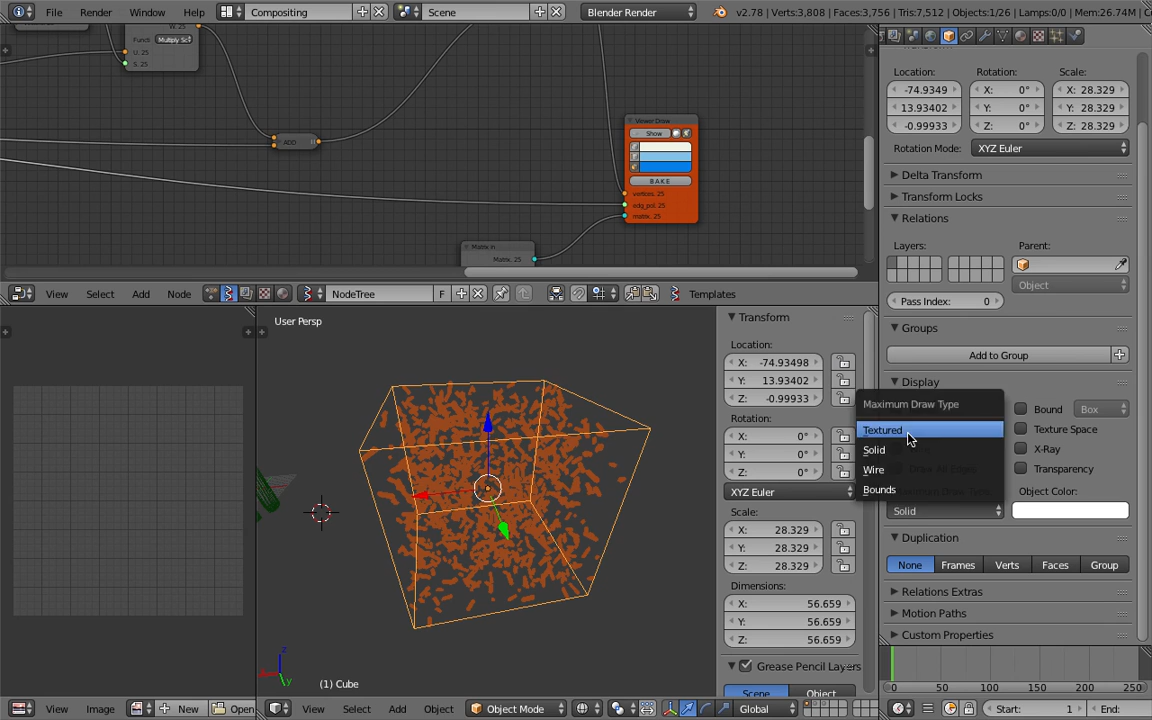 File Render Window Help Compositing Scene Blender Render v2.78 | Verts:3,808 | Faces:3,756 | Tris:7,512 | Objects:1/26 | Lamps:0/0 | Mem:26.74M
Functi Multiply Sc
U. 25
S. 25
ADD
Viewer Draw
Show
BAKE
vertices. 25
edg_pol. 25
matrix. 25
Matrix in
Matrix. 25
View Select Add Node NodeTree F Templates
User Persp
(1) Cube
Transform
Location:
X: -74.93498
Y: 13.93402
Z: -0.99933
Rotation:
X: 0°
Y: 0°
Z: 0°
XYZ Euler
Scale:
X: 28.329
Y: 28.329
Z: 28.329
Dimensions:
X: 56.659
Y: 56.659
Z: 56.659
Grease Pencil Layers
Scene Object
Location: Rotation: Scale:
-74.9349 X: 0° X: 28.329
13.93402 Y: 0° Y: 28.329
-0.99933 Z: 0° Z: 28.329
Rotation Mode: XYZ Euler
Delta Transform
Transform Locks
Relations
Layers: Parent:
Object
Pass Index: 0
Groups
Add to Group
Display
Maximum Draw Type
Textured
Solid
Wire
Bounds
Bound Box
Texture Space
X-Ray
Transparency
Object Color:
Solid
Duplication
None Frames Verts Faces Group
Relations Extras
Motion Paths
Custom Properties
0 50 100 150 200 250
View Image New Open
View Select Add Object Object Mode Global
Start: 1 End: